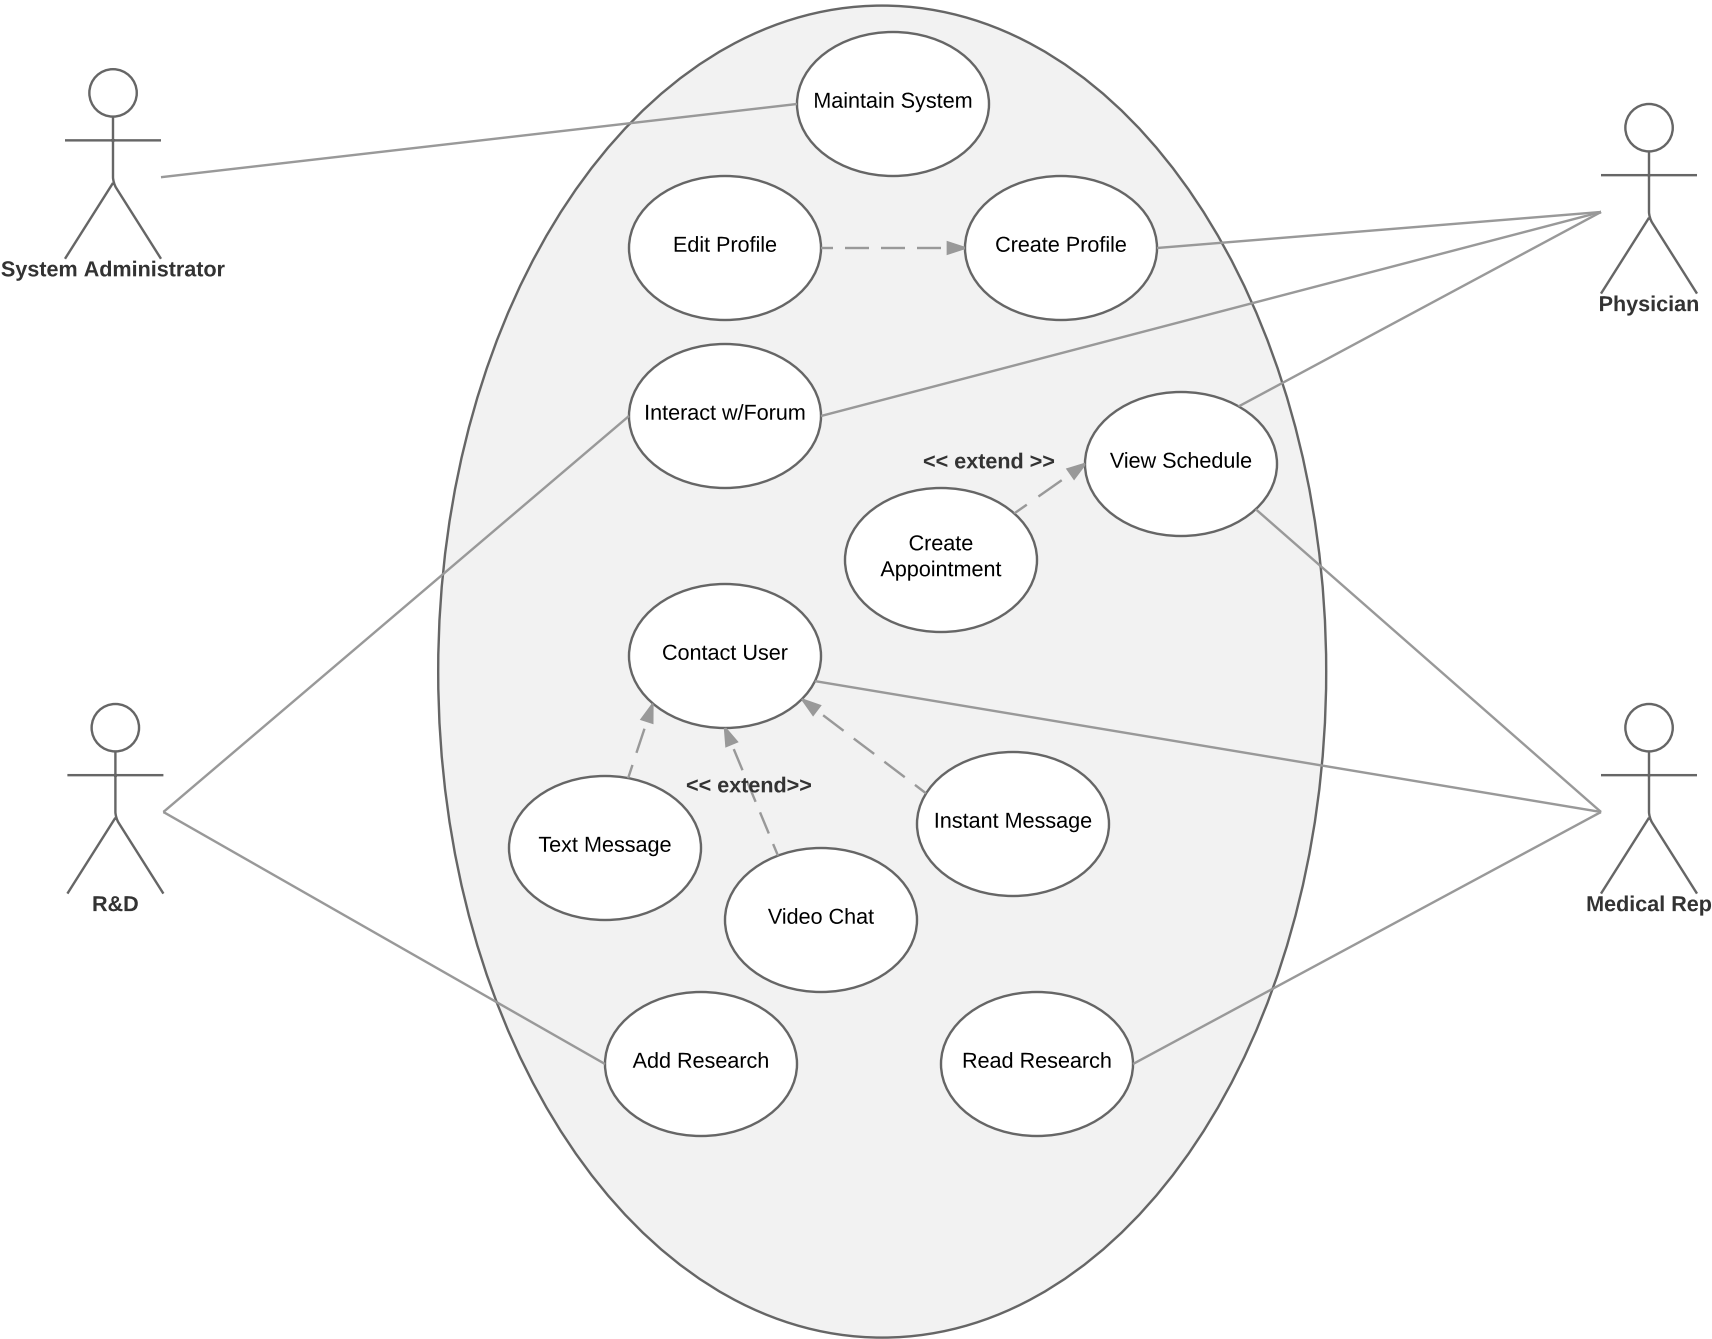 Maintain System
System Administrator
Edit Profile
Create Profile
Physician
Interact w/Forum
<< extend >>
View Schedule
Create
Appointment
Contact User
<< extend>>
Text Message
Instant Message
Video Chat
R&D
Medical Rep
Add Research
Read Research